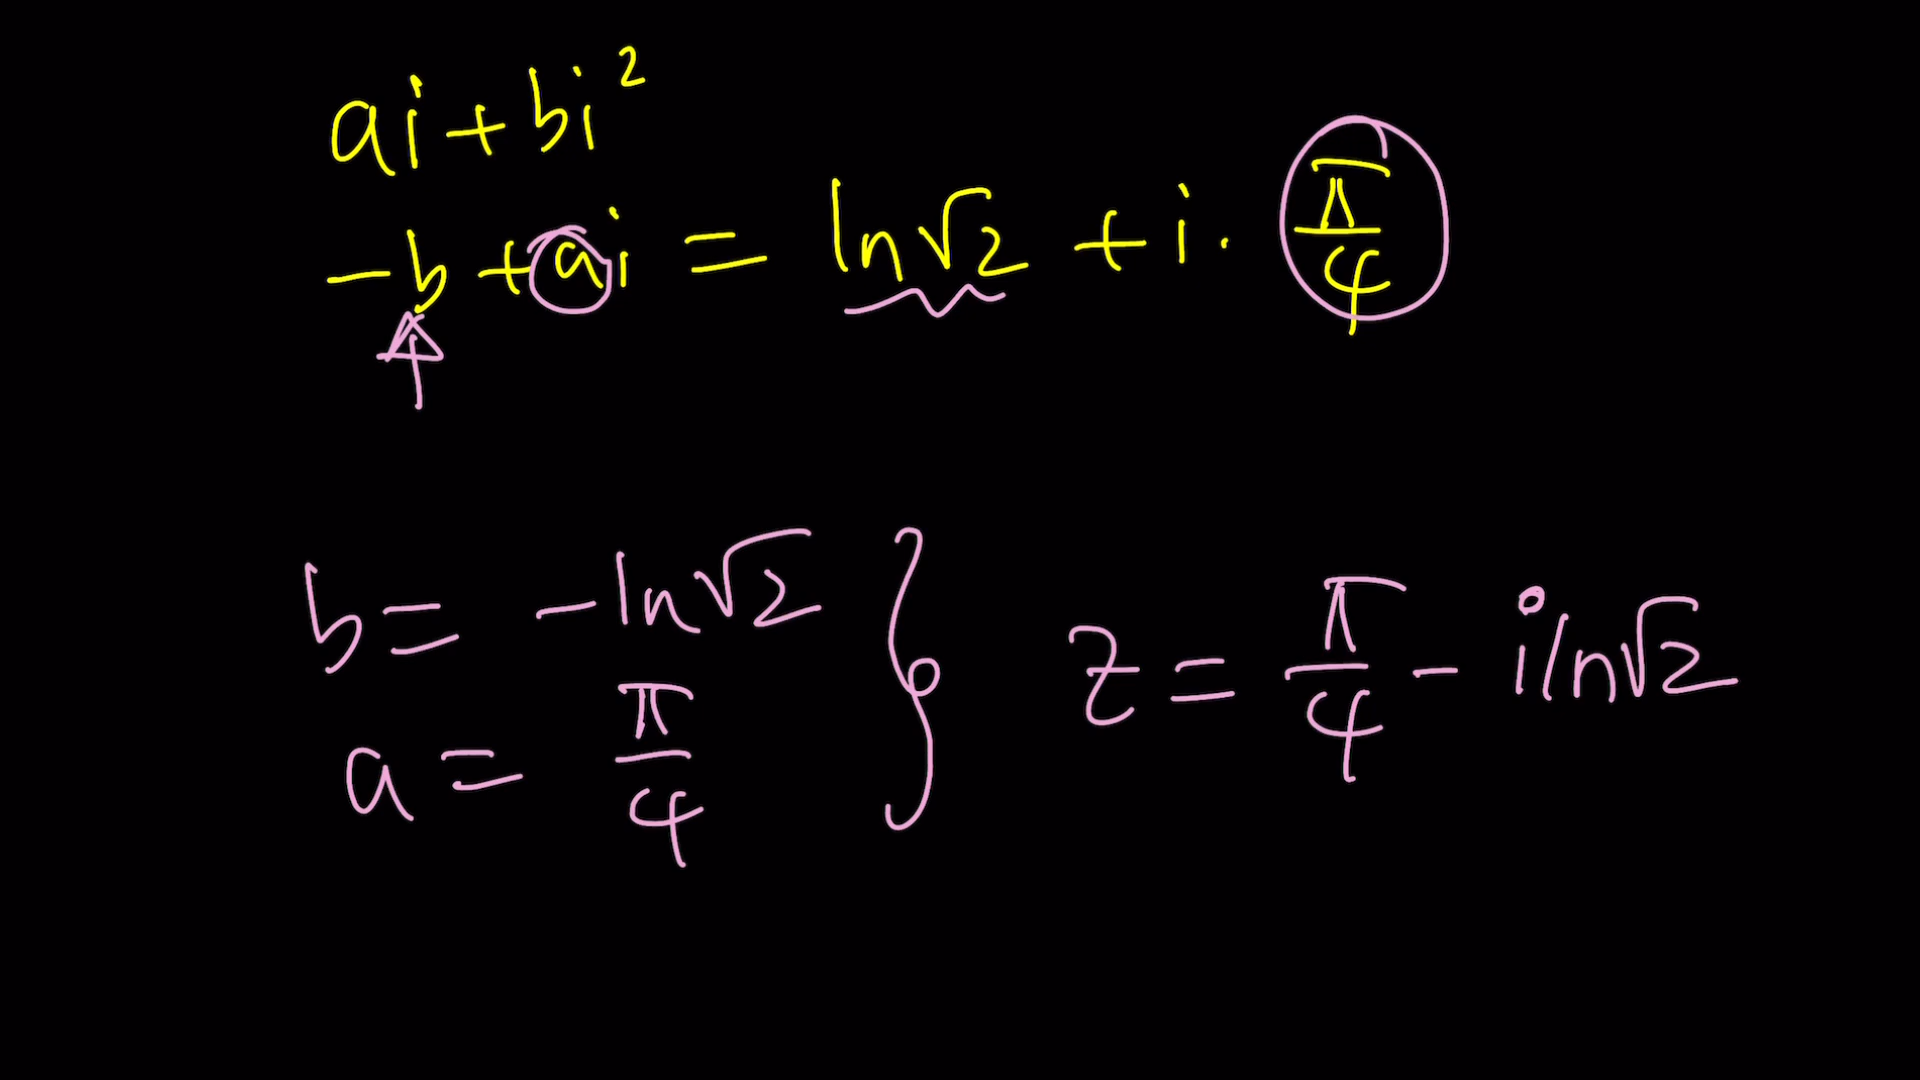 ai + bi²
-b + ai = ln√2 + i · π/4
b = -ln√2
a = π/4
z = π/4 - i ln√2